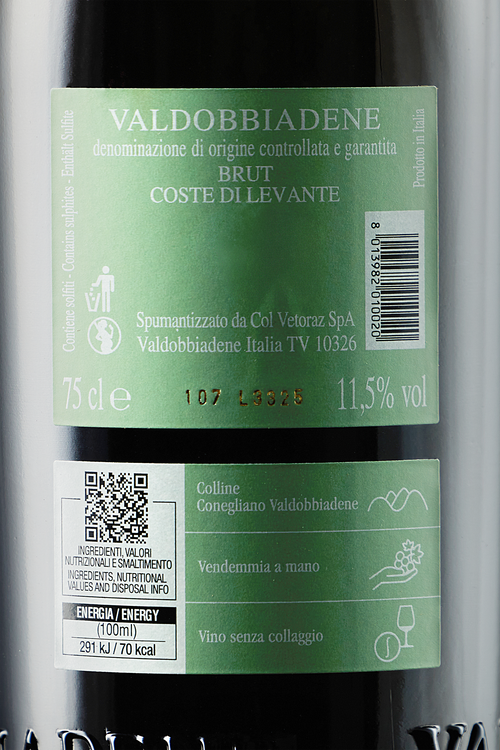 VALDOBBIADENE
denominazione di origine controllata e garantita
BRUT
COSTE DI LEVANTE
Contiene solfiti - Contains sulphites - Enthält Sulfite
Prodotto in Italia
8 013982 010020
Spumantizzato da Col Vetoraz SpA
Valdobbiadene Italia TV 10326
75 cl e
107 L3525
11,5% vol
INGREDIENTI, VALORI
NUTRIZIONALI E SMALTIMENTO
INGREDIENTS, NUTRITIONAL
VALUES AND DISPOSAL INFO
ENERGIA / ENERGY
(100ml)
291 kJ / 70 kcal
Colline
Conegliano Valdobbiadene
Vendemmia a mano
Vino senza collaggio